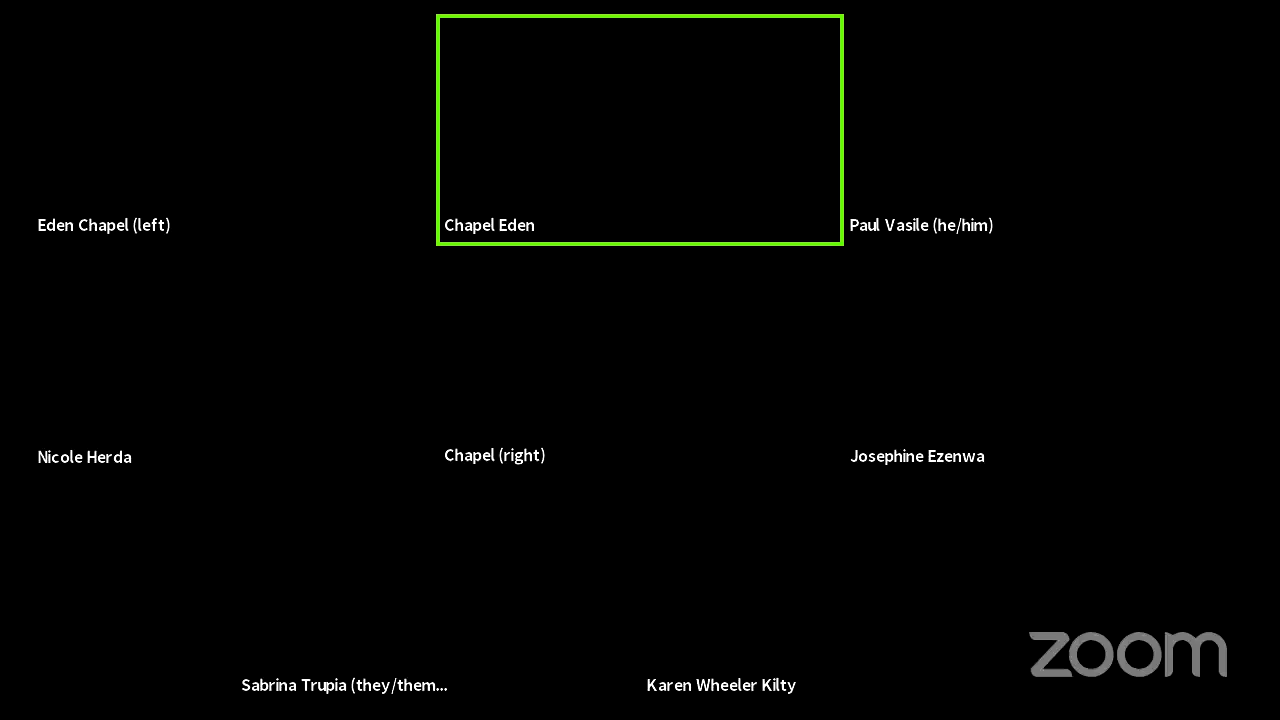 Eden Chapel (left)
Chapel Eden
Paul Vasile (he/him)
Nicole Herda
Chapel (right)
Josephine Ezenwa
Sabrina Trupia (they/them...
Karen Wheeler Kilty
zoom